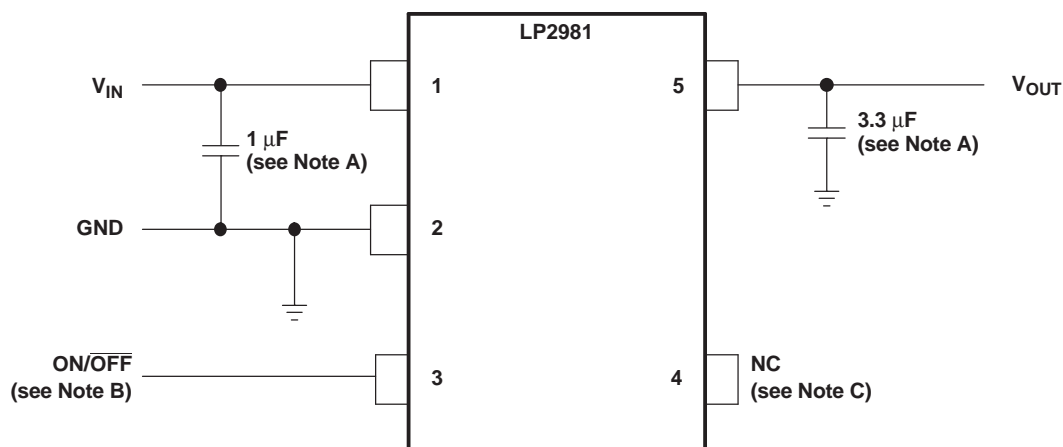 LP2981
V_IN
1
5
V_OUT
1 μF
(see Note A)
3.3 μF
(see Note A)
GND
2
ON/O̅F̅F̅
(see Note B)
3
4
NC
(see Note C)